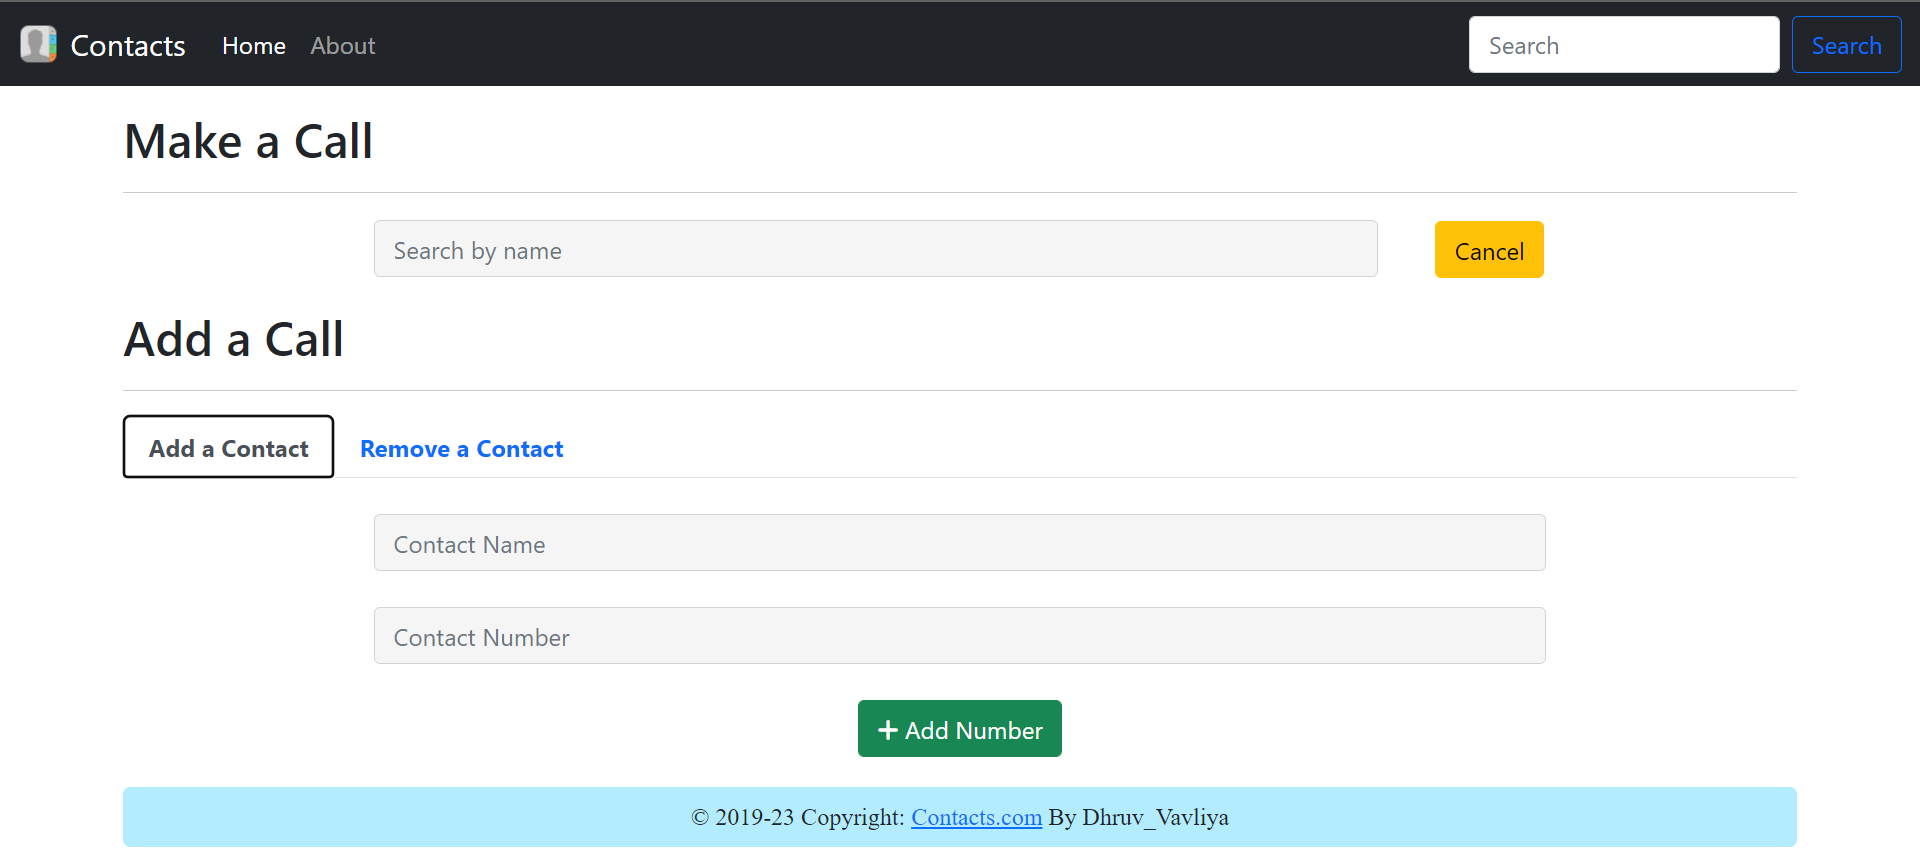 Contacts Home About Search Search
Make a Call
Search by name Cancel
Add a Call
Add a Contact Remove a Contact
Contact Name
Contact Number
+ Add Number
© 2019-23 Copyright: Contacts.com By Dhruv_Vavliya